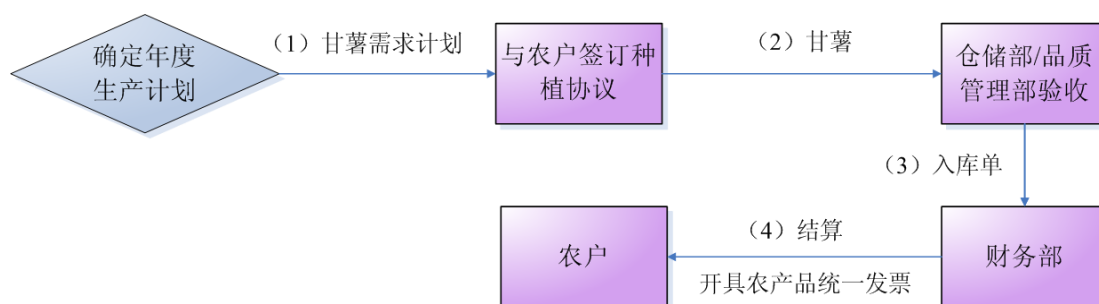 确定年度
生产计划
（1）甘薯需求计划
与农户签订种
植协议
（2）甘薯
仓储部/品质
管理部验收
（3）入库单
农户
（4）结算
开具农产品统一发票
财务部